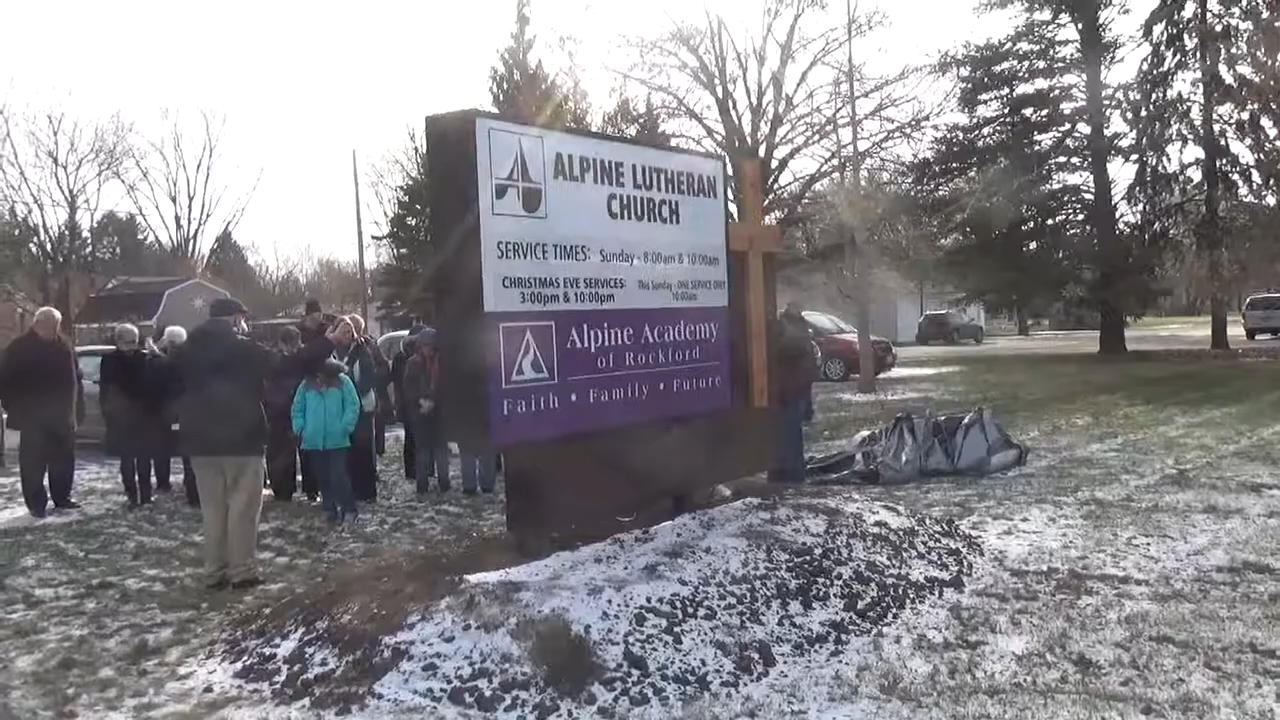 ALPINE LUTHERAN
CHURCH
SERVICE TIMES: Sunday - 8:00am & 10:00am
CHRISTMAS EVE SERVICES: This Sunday - ONE SERVICE ONLY
3:00pm & 10:00pm 10:00am
Alpine Academy
of Rockford
Faith • Family • Future